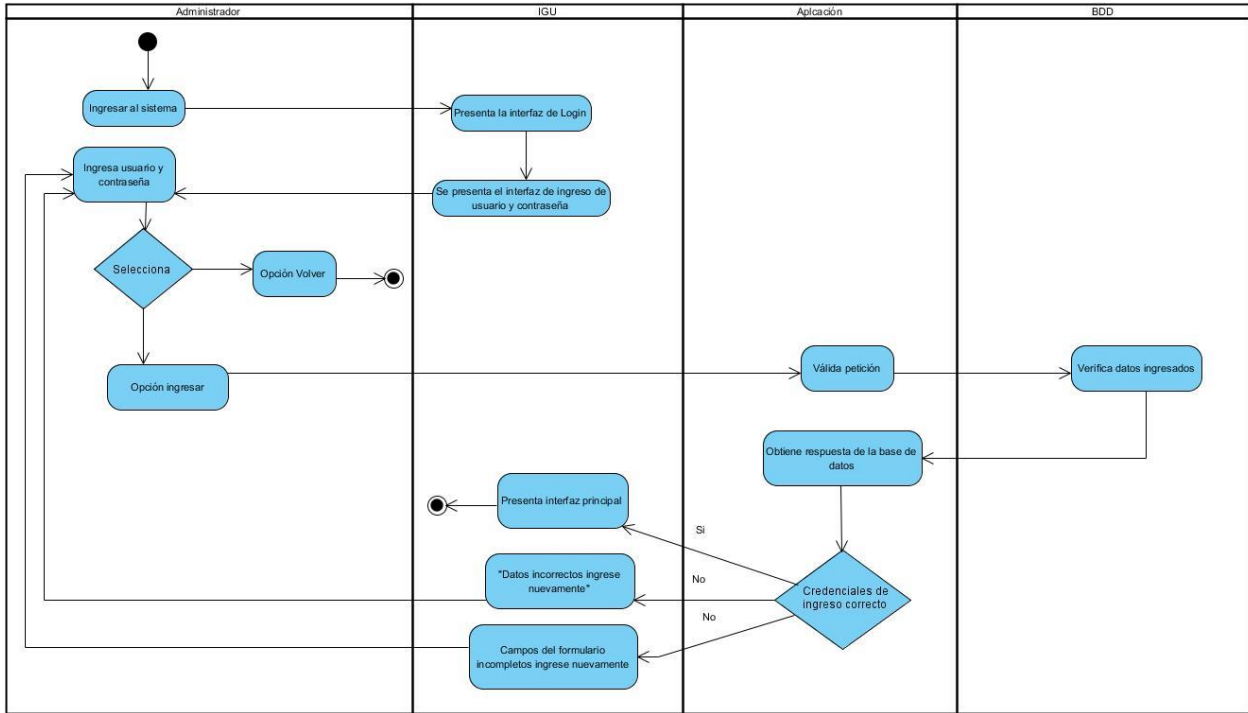 Administrador
IGU
Aplcación
BDD
Ingresar al sistema
Presenta la interfaz de Login
Ingresa usuario y
contraseña
Se presenta el interfaz de ingreso de
usuario y contraseña
Selecciona
Opción Volver
Opción ingresar
Válida petición
Verifica datos ingresados
Obtiene respuesta de la base de
datos
Presenta interfaz principal
Si
"Datos incorrectos ingrese
nuevamente"
No
Credenciales de
ingreso correcto
No
Campos del formulario
incompletos ingrese nuevamente